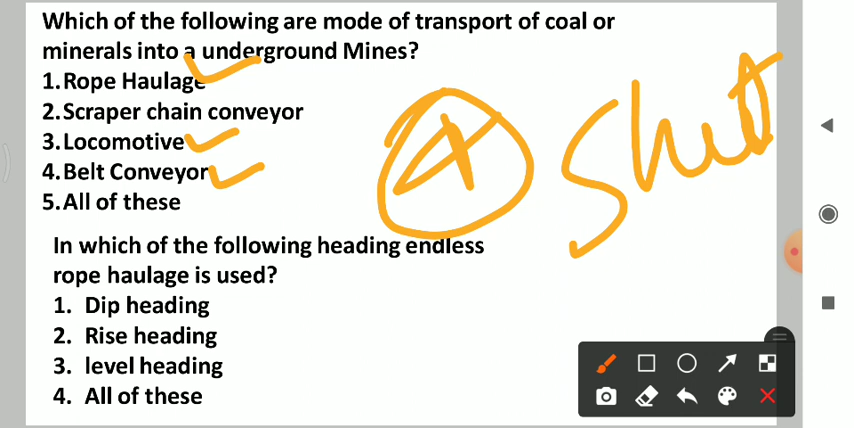 Which of the following are mode of transport of coal or
minerals into a underground Mines?
1.Rope Haulage
2.Scraper chain conveyor
3.Locomotive
4.Belt Conveyor
5.All of these
4
Shut
In which of the following heading endless
rope haulage is used?
1. Dip heading
2. Rise heading
3. level heading
4. All of these